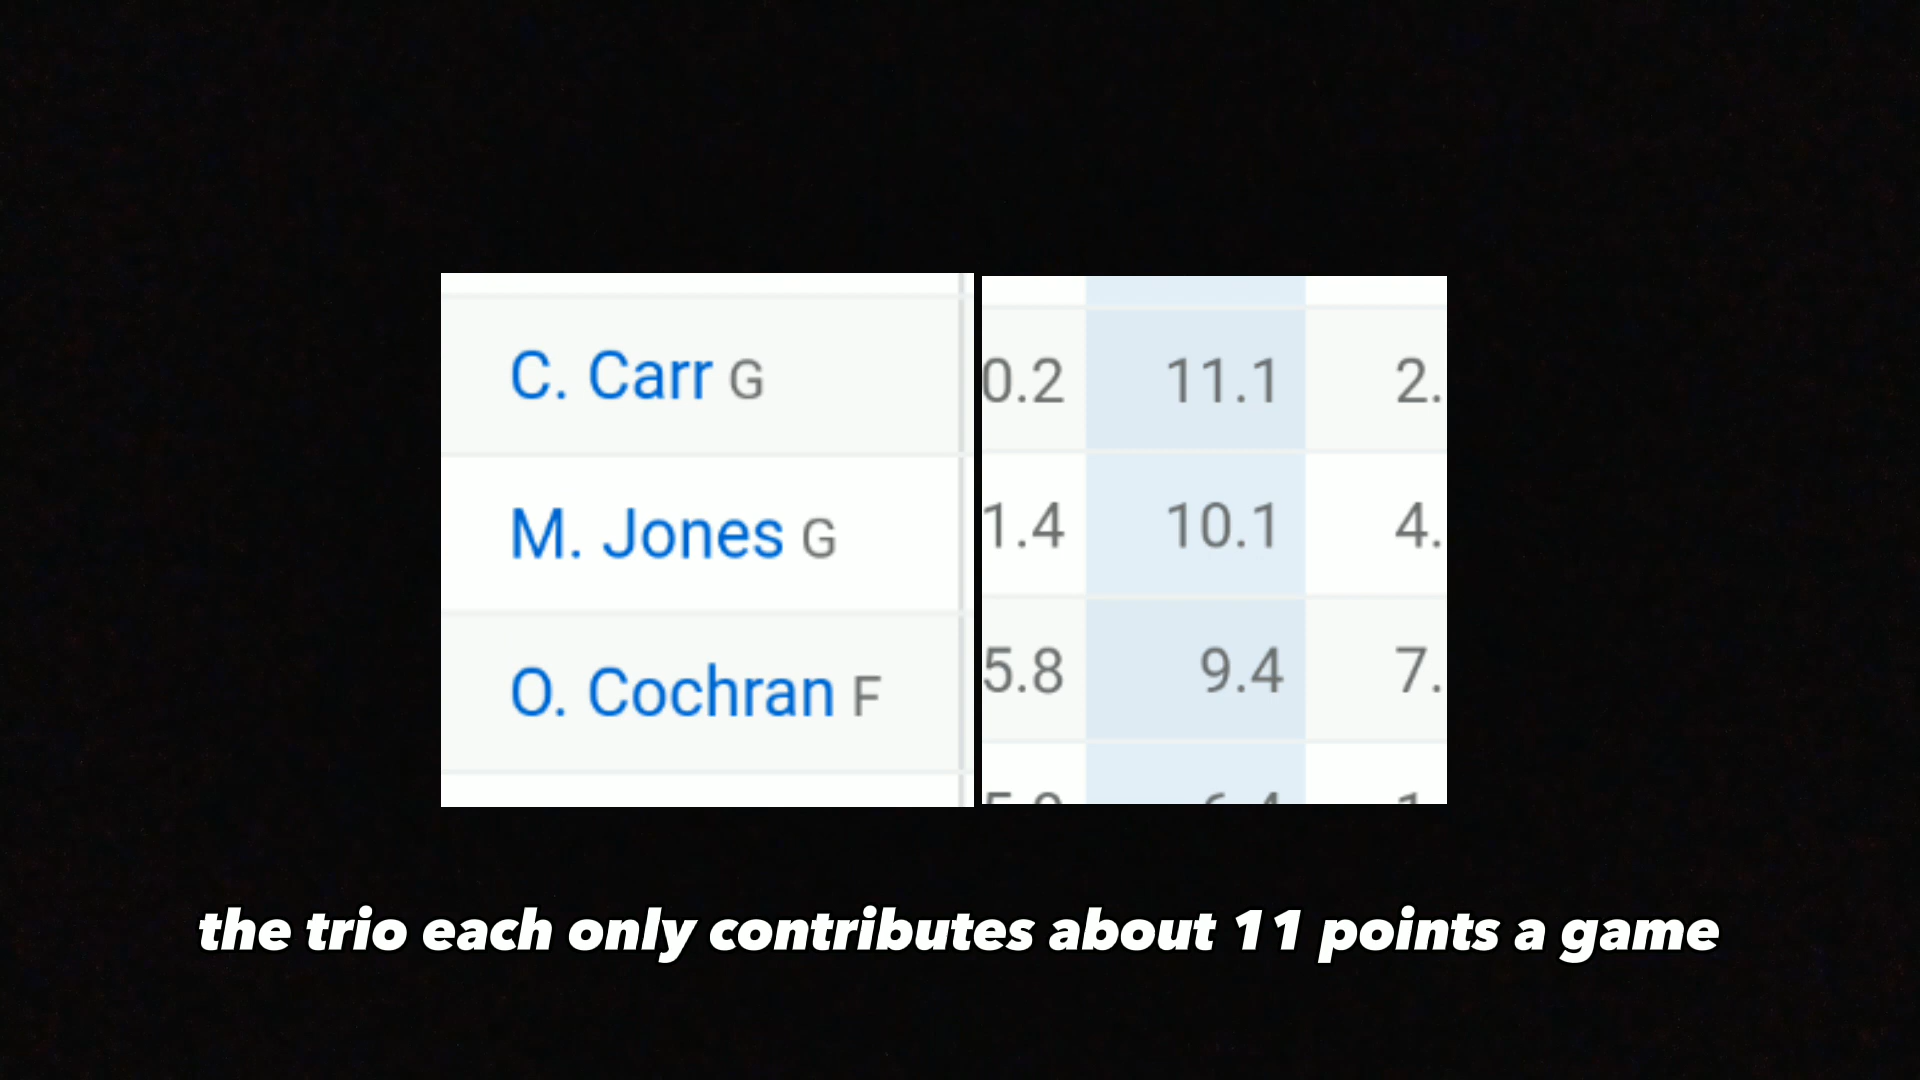 C. Carr G 0.2 11.1 2.
M. Jones G 1.4 10.1 4.
O. Cochran F 5.8 9.4 7.
the trio each only contributes about 11 points a game